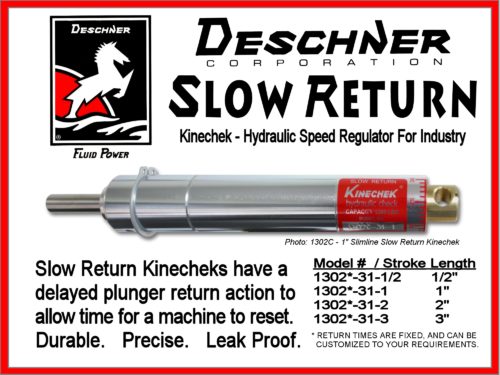 DESCHNER
CORPORATION
SLOW RETURN
Kinechek - Hydraulic Speed Regulator For Industry
®
FLUID POWER
SLOW RETURN
KINECHEK
hydraulic check
CAPACITY
Photo: 1302C - 1" Slimline Slow Return Kinechek
Slow Return Kinecheks have a
delayed plunger return action to
allow time for a machine to reset.
Durable. Precise. Leak Proof.
Model # / Stroke Length
1302*-31-1/2 1/2"
1302*-31-1 1"
1302*-31-2 2"
1302*-31-3 3"
* RETURN TIMES ARE FIXED, AND CAN BE
CUSTOMIZED TO YOUR REQUIREMENTS.